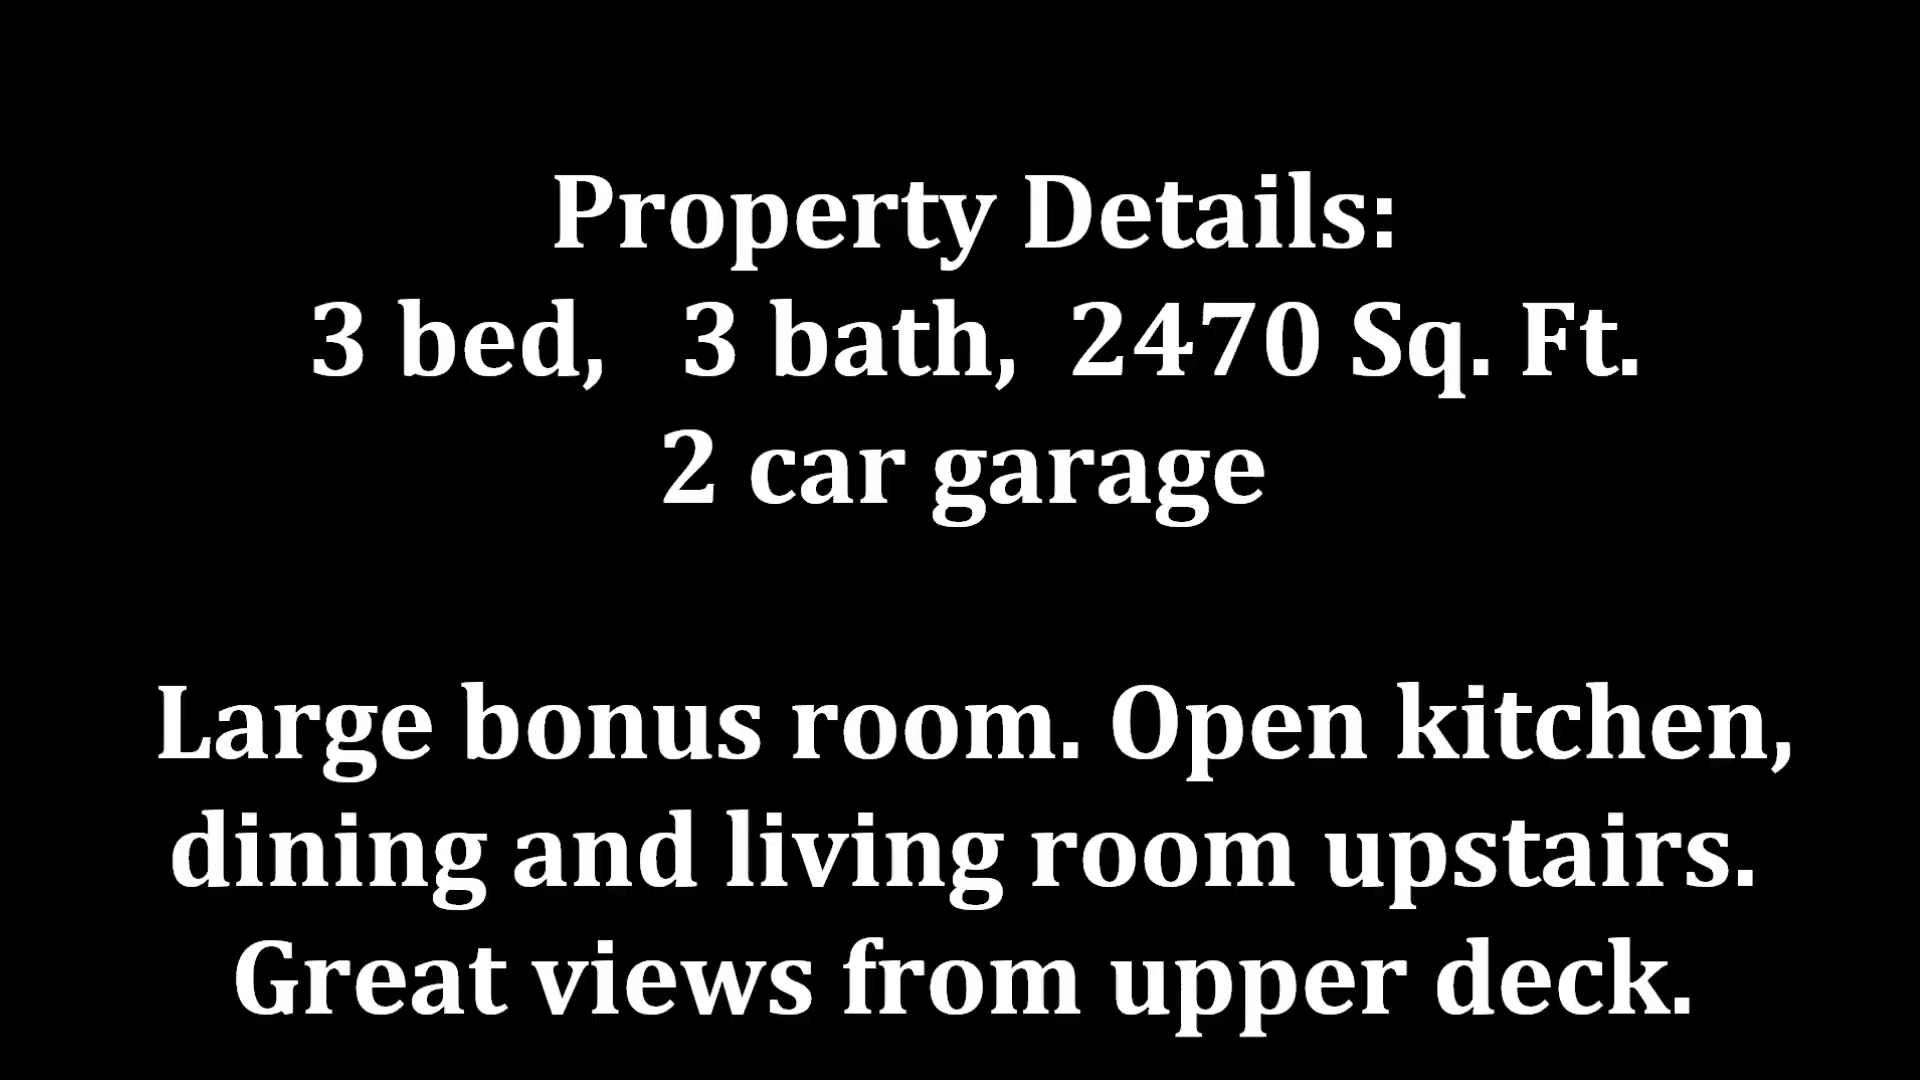 Property Details:
3 bed, 3 bath, 2470 Sq. Ft.
2 car garage
Large bonus room. Open kitchen,
dining and living room upstairs.
Great views from upper deck.